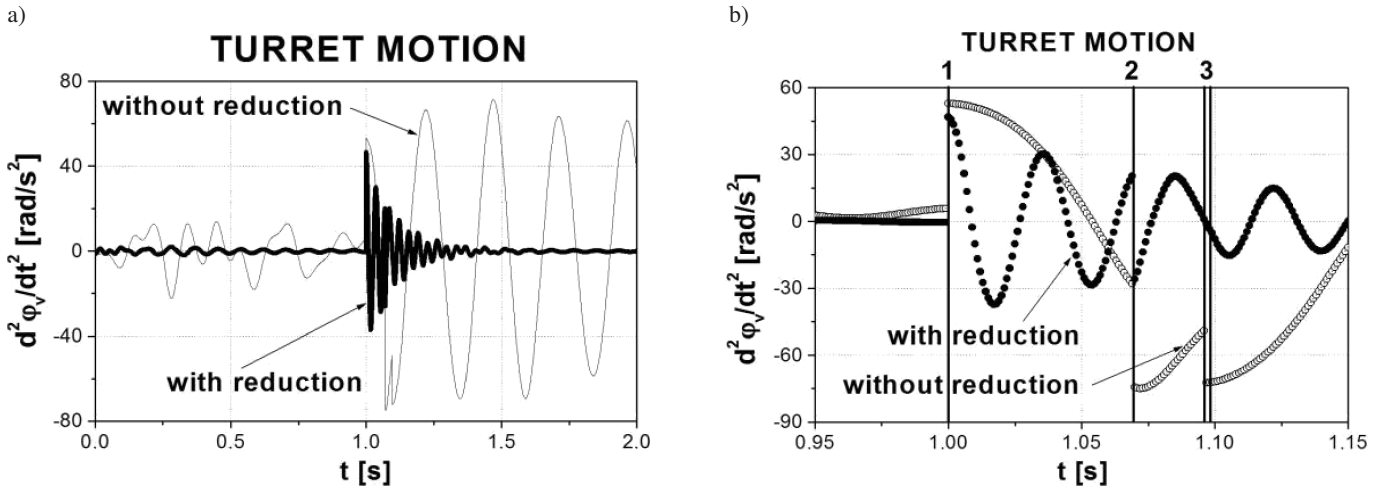 a)
TURRET MOTION
80
40
0
-40
-80
d²φᵥ/dt² [rad/s²]
without reduction
with reduction
0.0
0.5
1.0
1.5
2.0
t [s]
b)
TURRET MOTION
1
2
3
60
30
0
-30
-60
-90
d²φᵥ/dt² [rad/s²]
with reduction
without reduction
0.95
1.00
1.05
1.10
1.15
t [s]